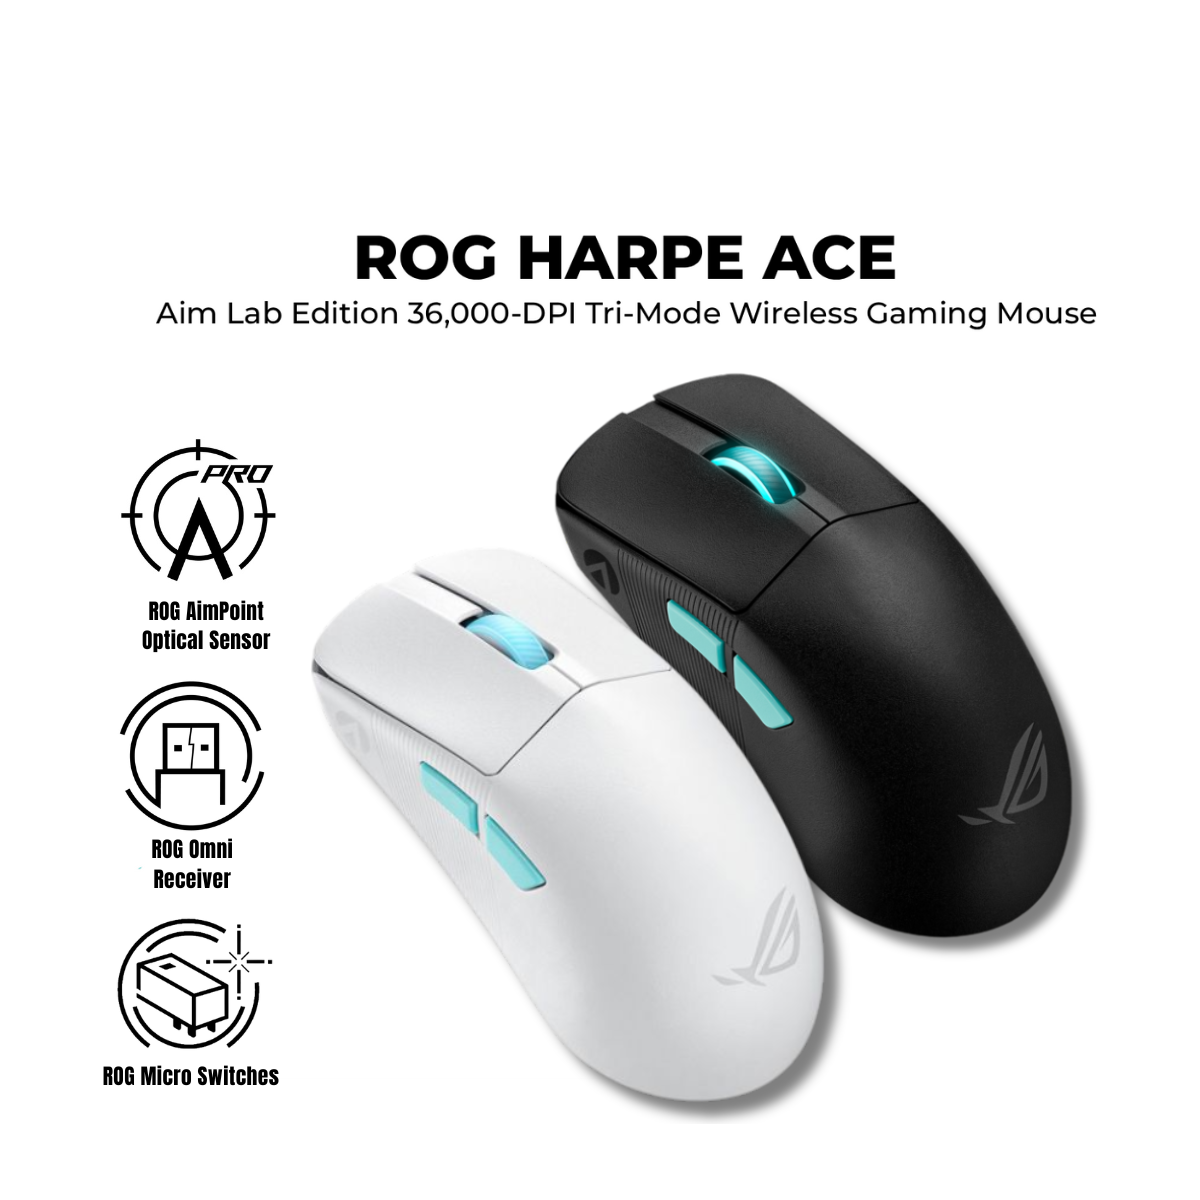 ROG HARPE ACE
Aim Lab Edition 36,000-DPI Tri-Mode Wireless Gaming Mouse
PRO
ROG AimPoint
Optical Sensor
ROG Omni
Receiver
ROG Micro Switches